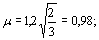 μ = 1,2√(2/3) = 0,98;